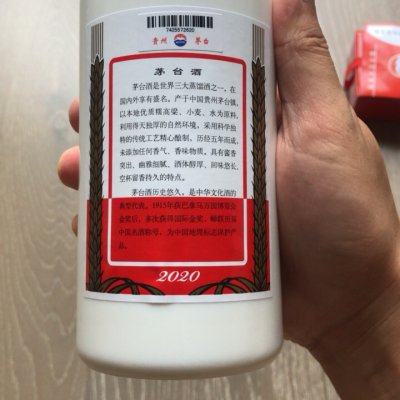 7425572620
贵州 茅台
茅台酒
茅台酒是世界三大蒸馏酒之一，在
国内外享有盛名。产于中国贵州茅台镇，
以本地优质糯高粱、小麦、水为原料，
利用得天独厚的自然环境，采用科学独
特的传统工艺精心酿制，历经五年而成，
未添加任何香气、香味物质。具有酱香
突出、幽雅细腻、酒体醇厚、回味悠长、
空杯留香持久的特点。
茅台酒历史悠久，是中华文化酒的
典型代表。1915年获巴拿马万国博览会
金奖后，多次获得国际金奖、蝉联历届
中国名酒称号，为中国地理标志保护产
品。
2020